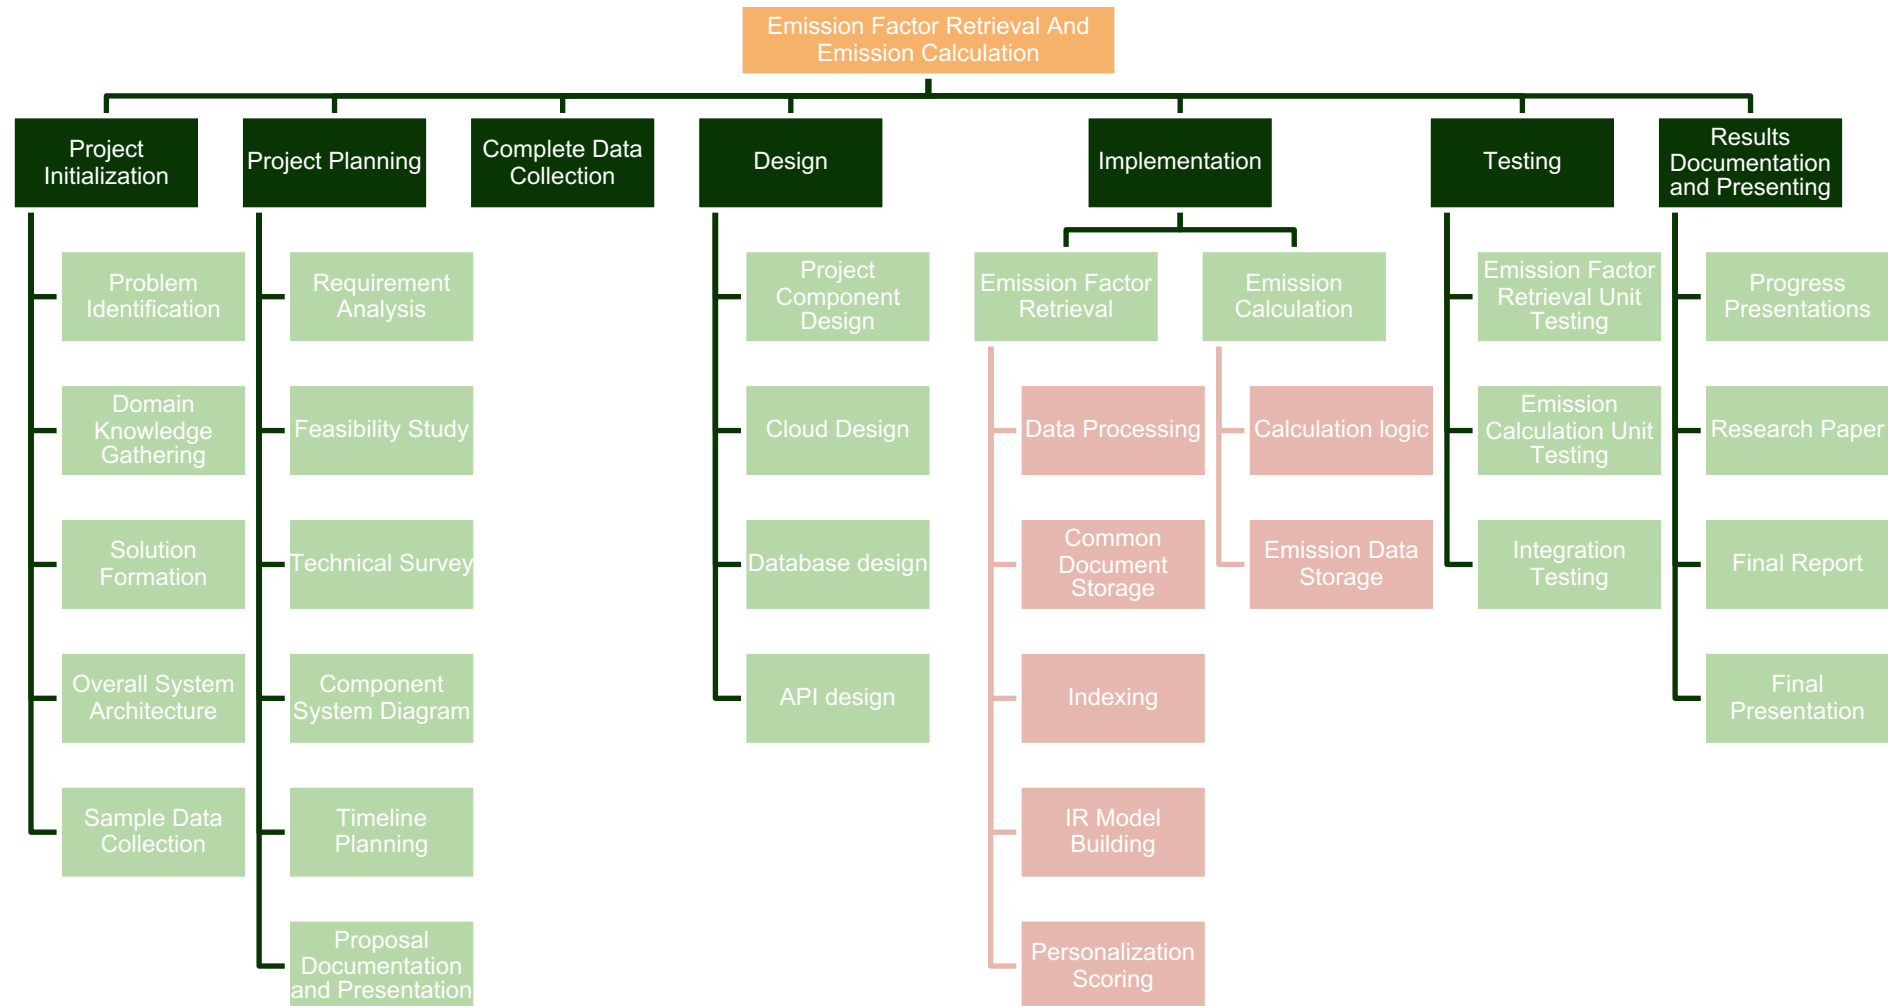 Emission Factor Retrieval And
Emission Calculation
Project
Initialization
Project Planning
Complete Data
Collection
Design
Implementation
Testing
Results
Documentation
and Presenting
Problem
Identification
Domain
Knowledge
Gathering
Solution
Formation
Overall System
Architecture
Sample Data
Collection
Requirement
Analysis
Feasibility Study
Technical Survey
Component
System Diagram
Timeline
Planning
Proposal
Documentation
and Presentation
Project
Component
Design
Cloud Design
Database design
API design
Emission Factor
Retrieval
Data Processing
Common
Document
Storage
Indexing
IR Model
Building
Personalization
Scoring
Emission
Calculation
Calculation logic
Emission Data
Storage
Emission Factor
Retrieval Unit
Testing
Emission
Calculation Unit
Testing
Integration
Testing
Progress
Presentations
Research Paper
Final Report
Final
Presentation